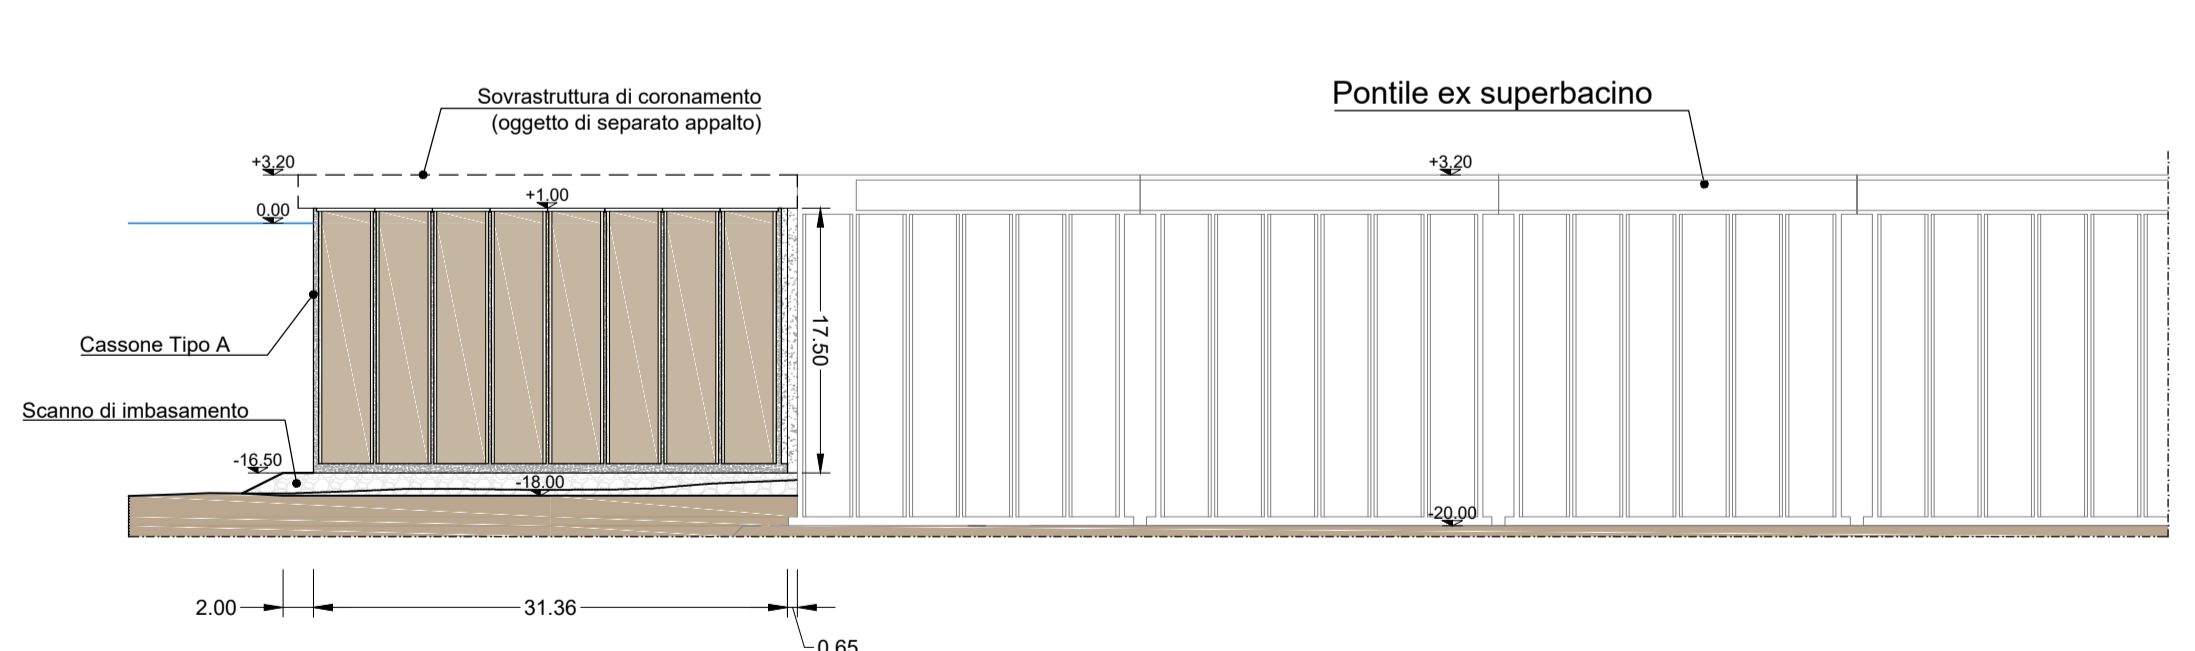 Pontile ex superbacino
Sovrastruttura di coronamento
(oggetto di separato appalto)
+3.20
+3.20
+1.00
0.00
17.50
Cassone Tipo A
Scanno di imbasamento
-16.50
-18.00
-20.00
2.00
31.36
0.65